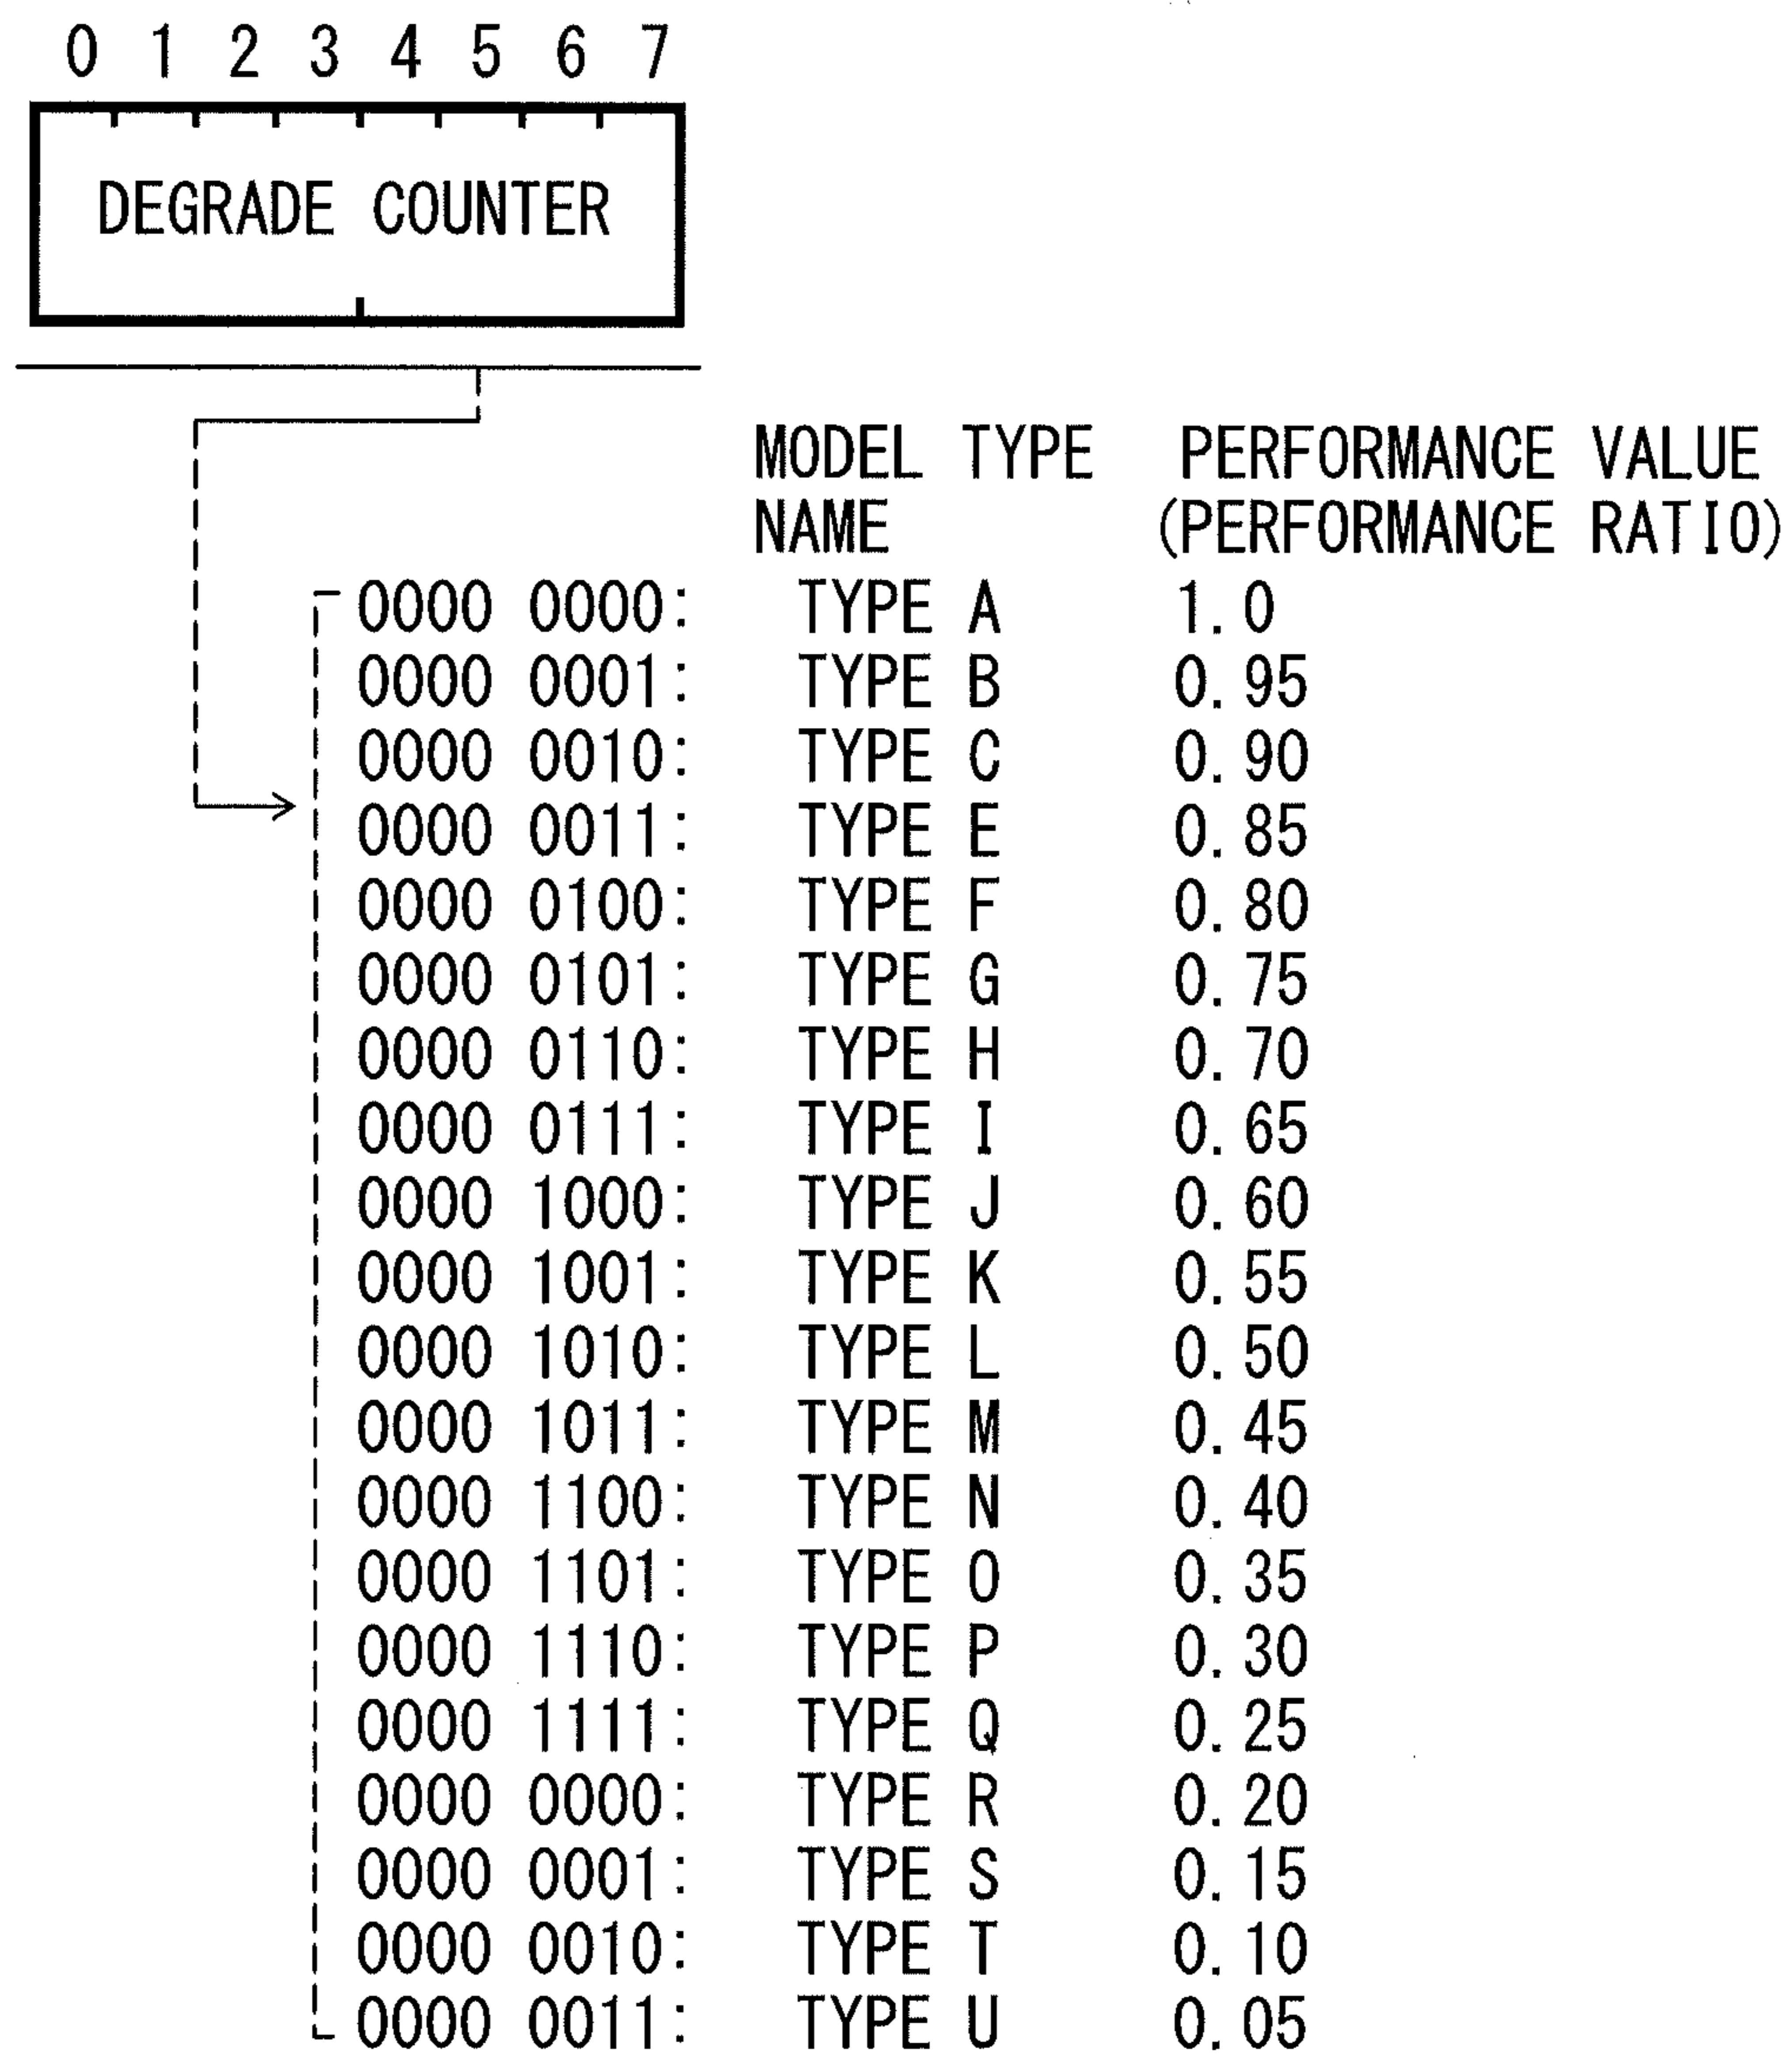 0 1 2 3 4 5 6 7
DEGRADE COUNTER
MODEL TYPE PERFORMANCE VALUE
NAME (PERFORMANCE RATIO)
0000 0000: TYPE A 1.0
0000 0001: TYPE B 0.95
0000 0010: TYPE C 0.90
0000 0011: TYPE E 0.85
0000 0100: TYPE F 0.80
0000 0101: TYPE G 0.75
0000 0110: TYPE H 0.70
0000 0111: TYPE I 0.65
0000 1000: TYPE J 0.60
0000 1001: TYPE K 0.55
0000 1010: TYPE L 0.50
0000 1011: TYPE M 0.45
0000 1100: TYPE N 0.40
0000 1101: TYPE O 0.35
0000 1110: TYPE P 0.30
0000 1111: TYPE Q 0.25
0000 0000: TYPE R 0.20
0000 0001: TYPE S 0.15
0000 0010: TYPE T 0.10
0000 0011: TYPE U 0.05